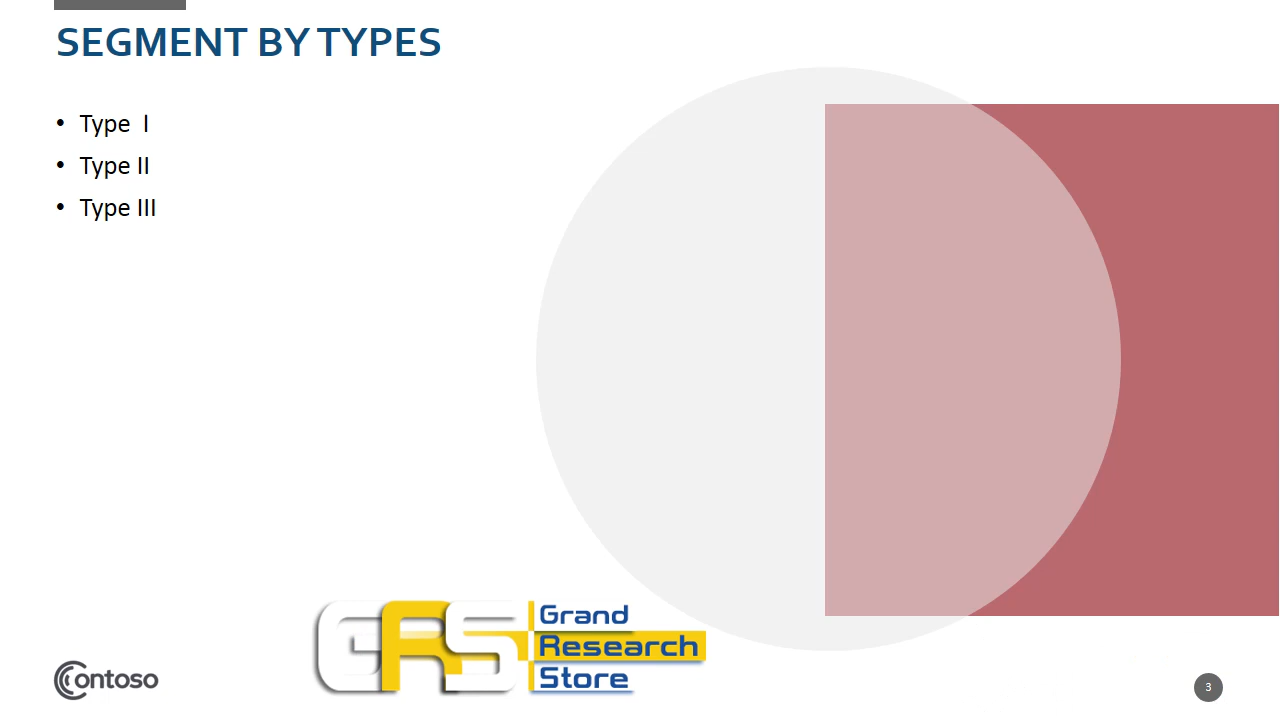 SEGMENT BY TYPES
• Type  I
• Type II
• Type III
GRS
Grand
Research
Store
Contoso
3